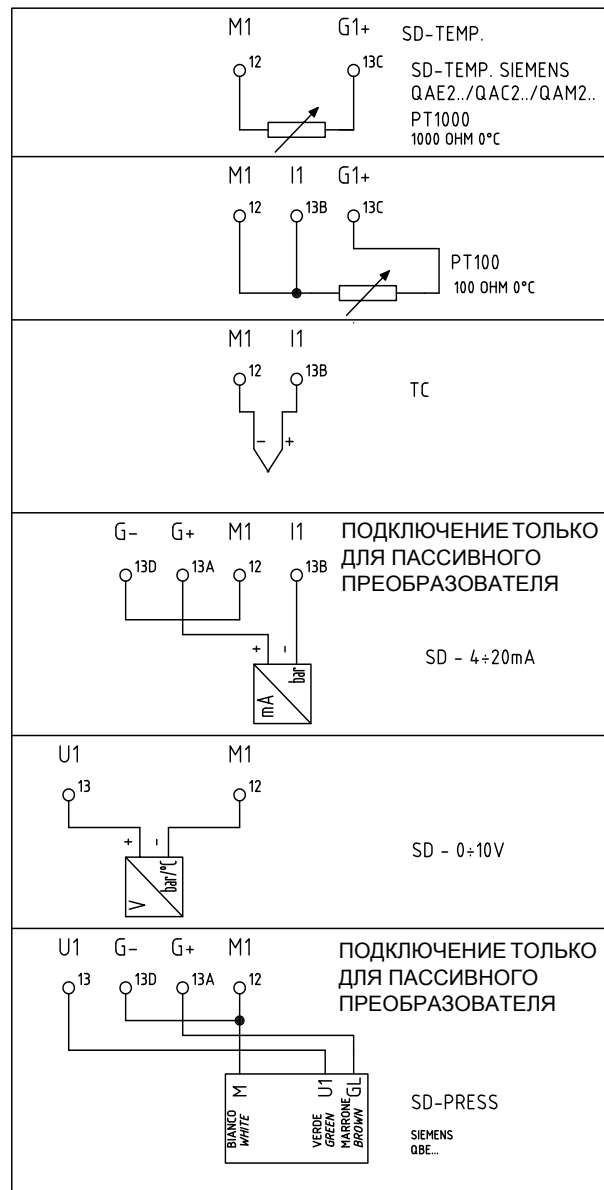 M1 G1+ SD-TEMP.
12 13C
SD-TEMP. SIEMENS
QAE2../QAC2../QAM2..
PT1000
1000 OHM 0°C
M1 I1 G1+
12 13B 13C
PT100
100 OHM 0°C
M1 I1
12 13B
TC
- +
G- G+ M1 I1
13D 13A 12 13B
ПОДКЛЮЧЕНИЕ ТОЛЬКО
ДЛЯ ПАССИВНОГО
ПРЕОБРАЗОВАТЕЛЯ
+ -
mA bar
SD - 4÷20mA
U1 M1
13 12
+ -
V bar/°C
SD - 0÷10V
U1 G- G+ M1
13 13D 13A 12
ПОДКЛЮЧЕНИЕ ТОЛЬКО
ДЛЯ ПАССИВНОГО
ПРЕОБРАЗОВАТЕЛЯ
M U1 GL
BIANCO
WHITE
VERDE
GREEN
MARRONE
BROWN
SD-PRESS
SIEMENS
QBE...